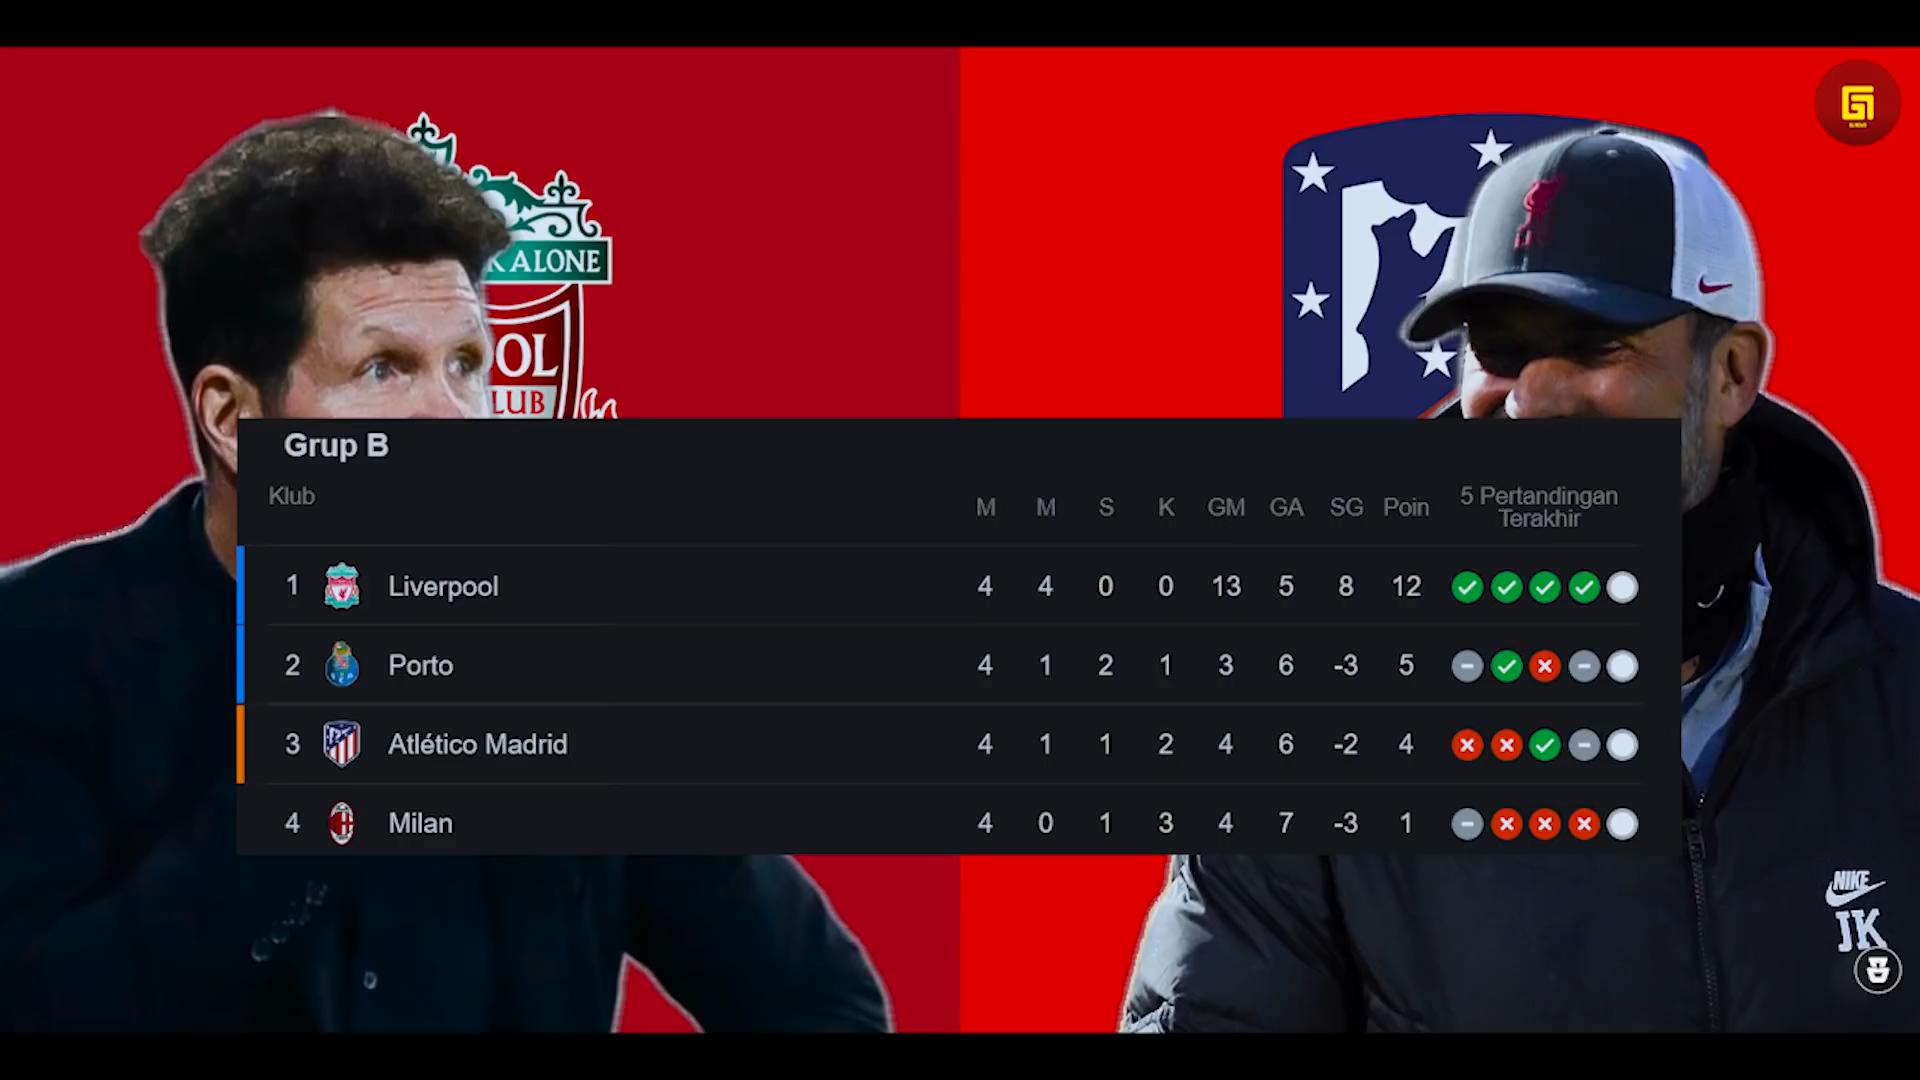 K ALONE
OOL
LUB
Grup B
Klub M M S K GM GA SG Poin 5 Pertandingan
Terakhir
1 Liverpool 4 4 0 0 13 5 8 12
2 Porto 4 1 2 1 3 6 -3 5
3 Atlético Madrid 4 1 1 2 4 6 -2 4
4 Milan 4 0 1 3 4 7 -3 1
NIKE
JK